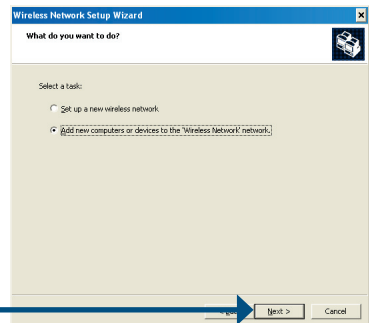 Wireless Network Setup Wizard
What do you want to do?
Select a task:
Set up a new wireless network
Add new computers or devices to the 'Wireless Network' network.
Next >
Cancel